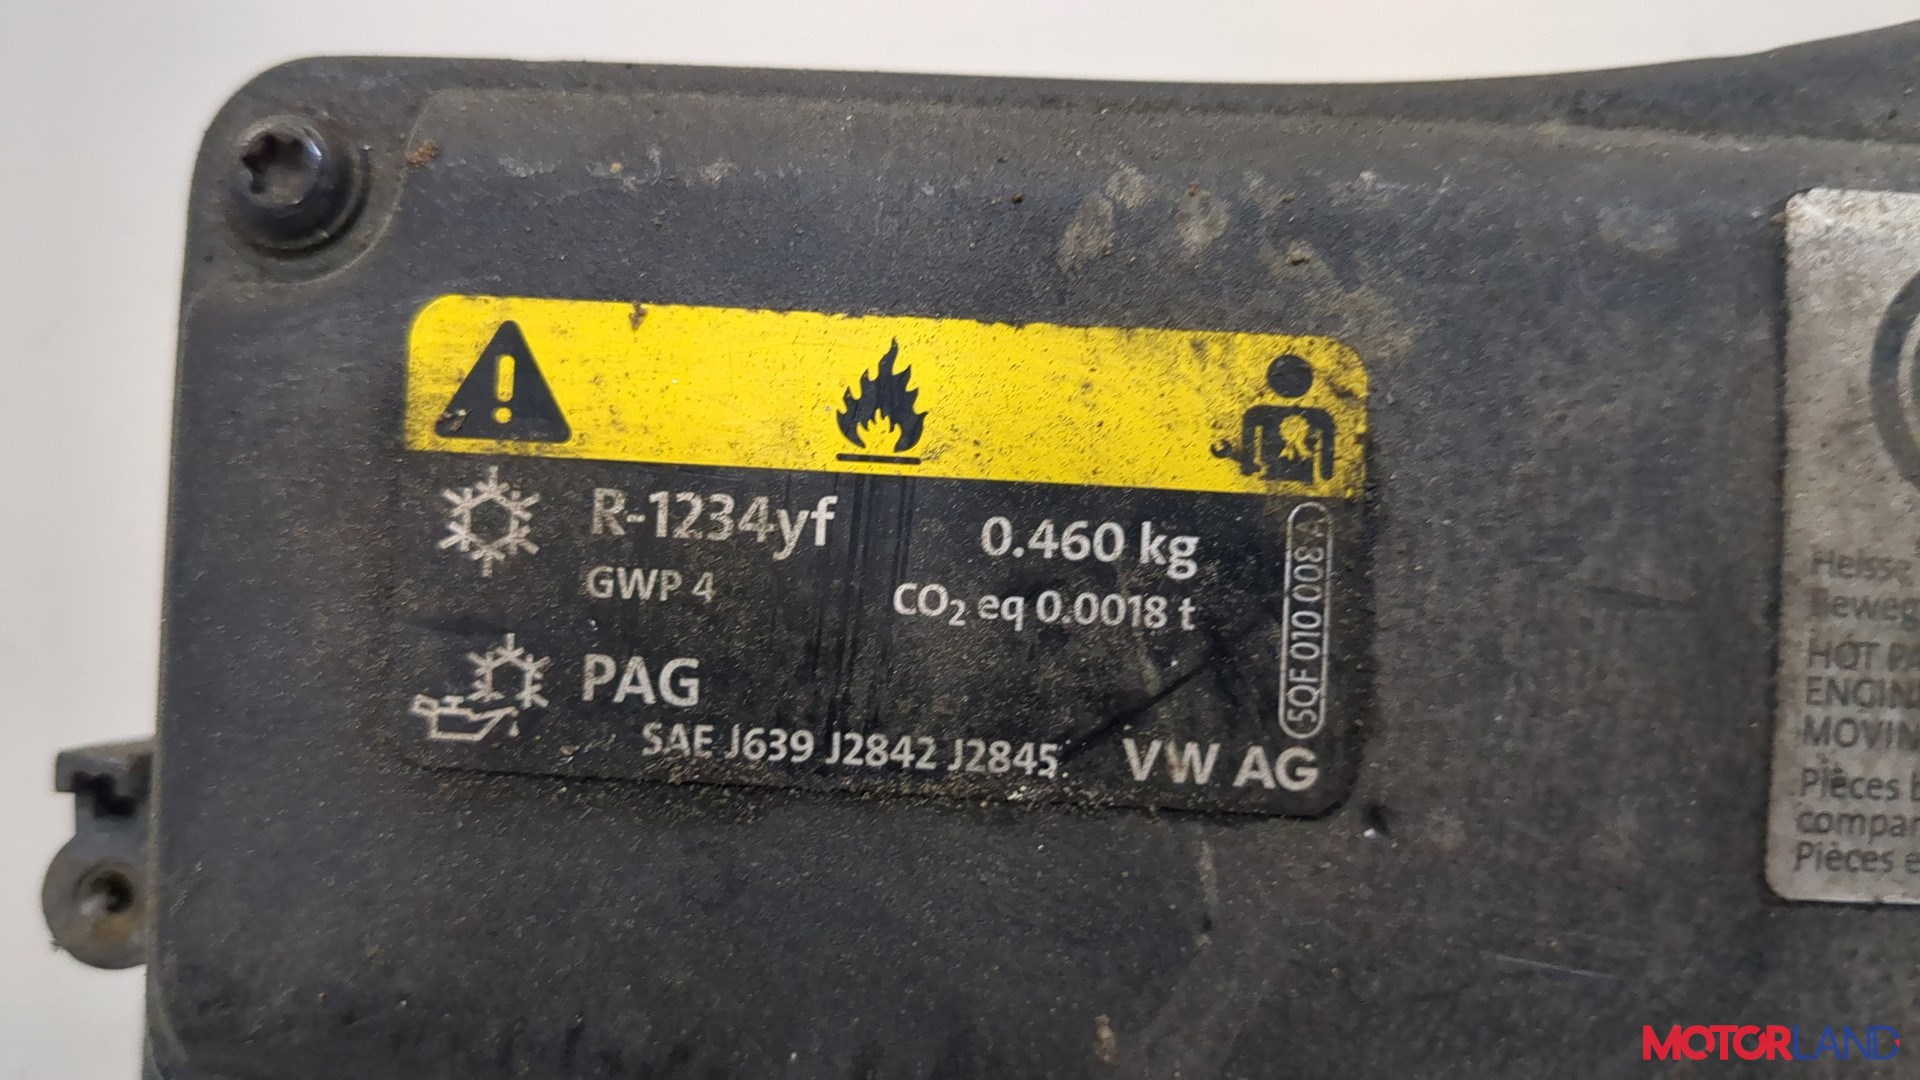 R-1234yf 0.460 kg
GWP 4 CO₂ eq 0.0018 t
PAG
SAE J639 J2842 J2845
VW AG
5QF 010 008 A
Heisse
HOT
ENGIN
MOVIN
Pièces b
compar
Pièces e
MOTORLAND